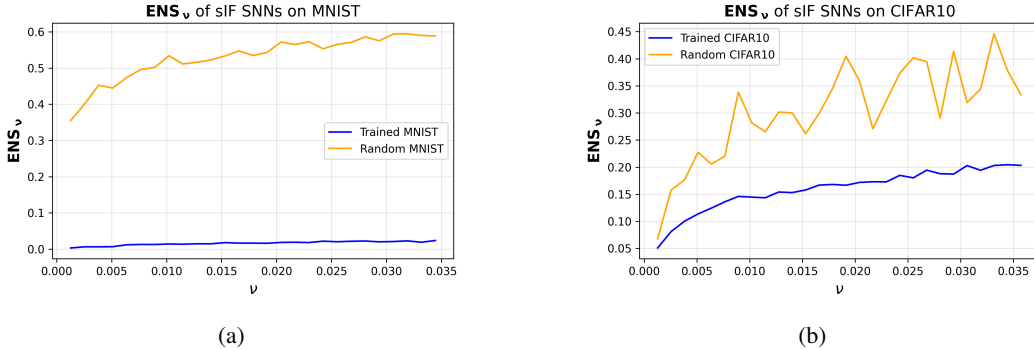 ENSν of sIF SNNs on MNIST
0.6
0.5
0.4
0.3
0.2
0.1
0.0
ENSν
Trained MNIST
Random MNIST
0.000 0.005 0.010 0.015 0.020 0.025 0.030 0.035
ν
(a)
ENSν of sIF SNNs on CIFAR10
0.45
0.40
0.35
0.30
0.25
0.20
0.15
0.10
0.05
ENSν
Trained CIFAR10
Random CIFAR10
0.000 0.005 0.010 0.015 0.020 0.025 0.030 0.035
ν
(b)